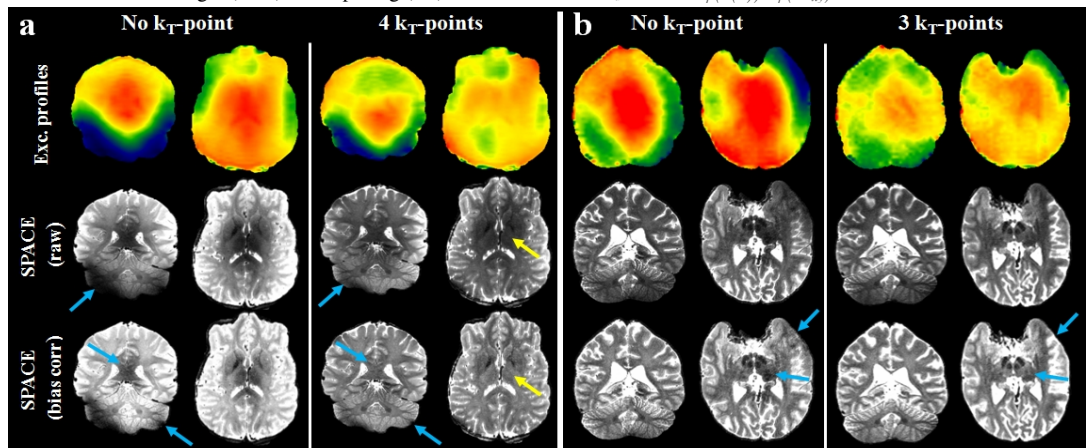 a No kT-point 4 kT-points b No kT-point 3 kT-points
Exc. profiles
SPACE
(raw)
SPACE
(bias corr)